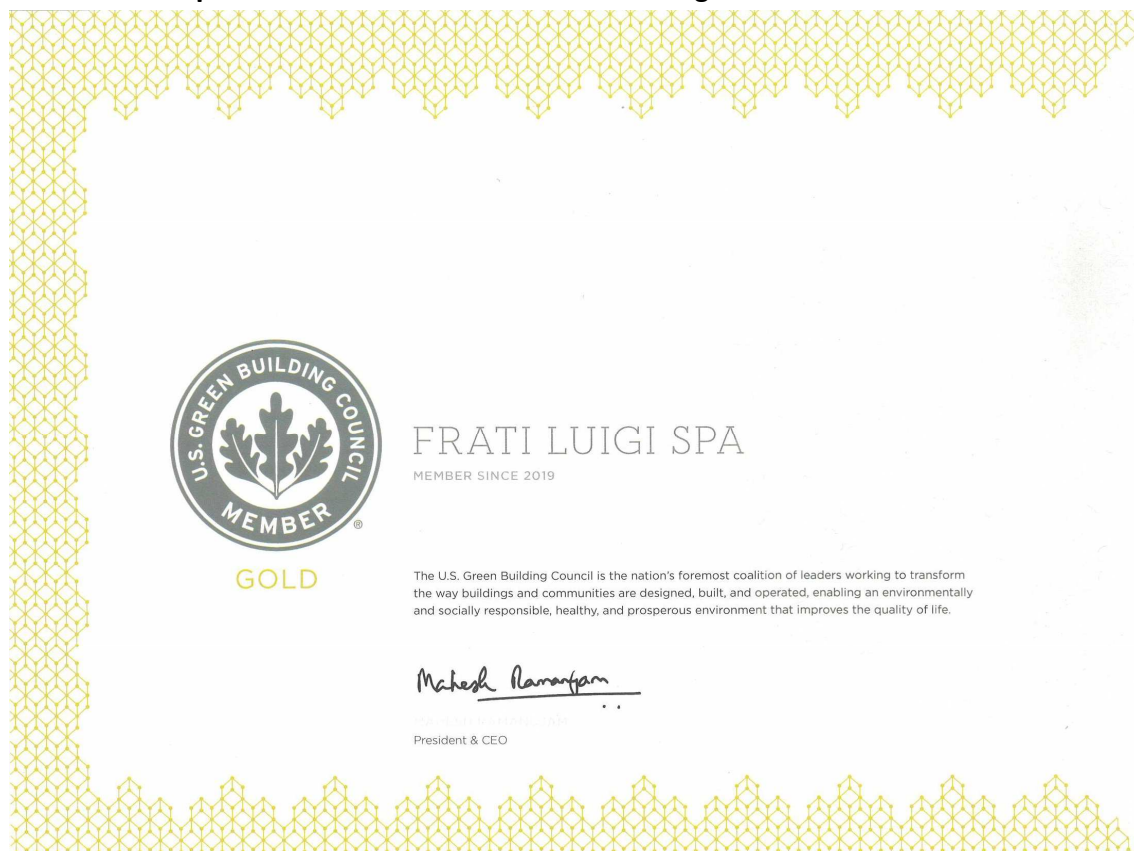 U.S. GREEN BUILDING COUNCIL
MEMBER
®
GOLD
FRATI LUIGI SPA
MEMBER SINCE 2019
The U.S. Green Building Council is the nation's foremost coalition of leaders working to transform
the way buildings and communities are designed, built, and operated, enabling an environmentally
and socially responsible, healthy, and prosperous environment that improves the quality of life.
Mahesh Ramanujam
President & CEO